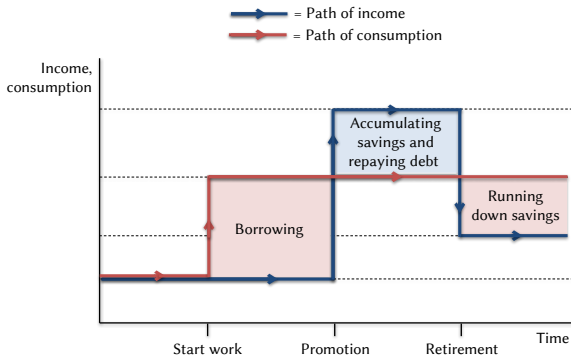 = Path of income
= Path of consumption
Income,
consumption
Accumulating
savings and
repaying debt
Borrowing
Running
down savings
Time
Start work
Promotion
Retirement